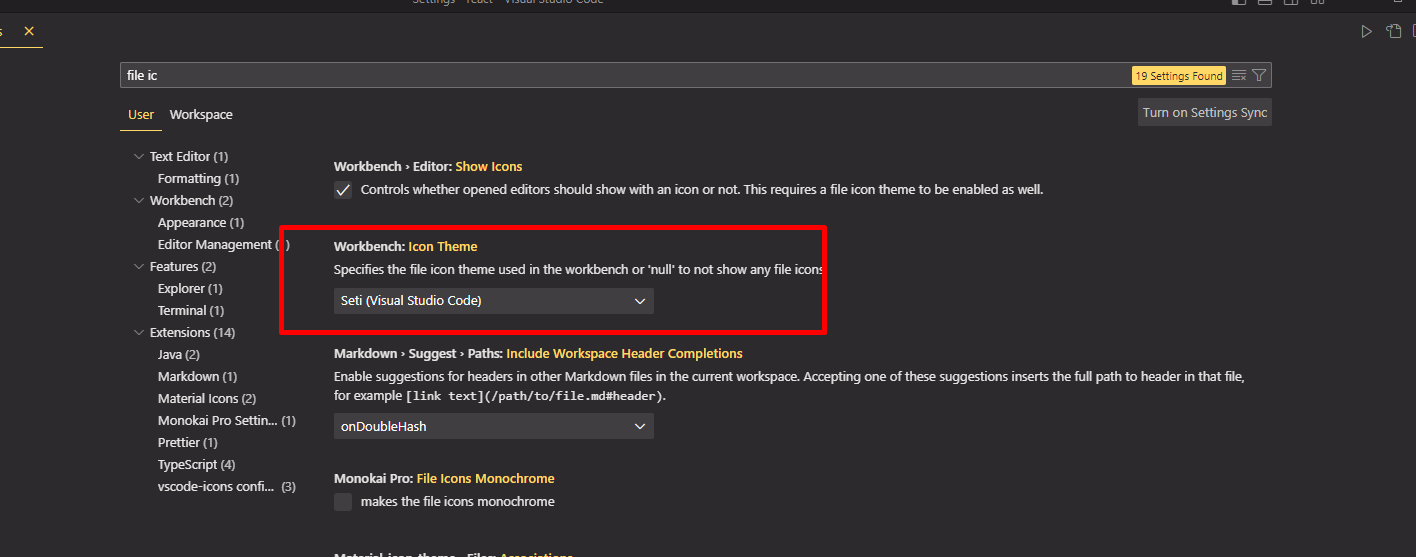 Settings - react - Visual Studio Code
s
file ic
19 Settings Found
User
Workspace
Turn on Settings Sync
Text Editor (1)
Formatting (1)
Workbench (2)
Appearance (1)
Editor Management ( )
Features (2)
Explorer (1)
Terminal (1)
Extensions (14)
Java (2)
Markdown (1)
Material Icons (2)
Monokai Pro Settin... (1)
Prettier (1)
TypeScript (4)
vscode-icons confi... (3)
Workbench › Editor: Show Icons
Controls whether opened editors should show with an icon or not. This requires a file icon theme to be enabled as well.
Workbench: Icon Theme
Specifies the file icon theme used in the workbench or 'null' to not show any file icons
Seti (Visual Studio Code)
Markdown › Suggest › Paths: Include Workspace Header Completions
Enable suggestions for headers in other Markdown files in the current workspace. Accepting one of these suggestions inserts the full path to header in that file,
for example [link text](/path/to/file.md#header).
onDoubleHash
Monokai Pro: File Icons Monochrome
makes the file icons monochrome
Material-icon-theme › Files: Associations